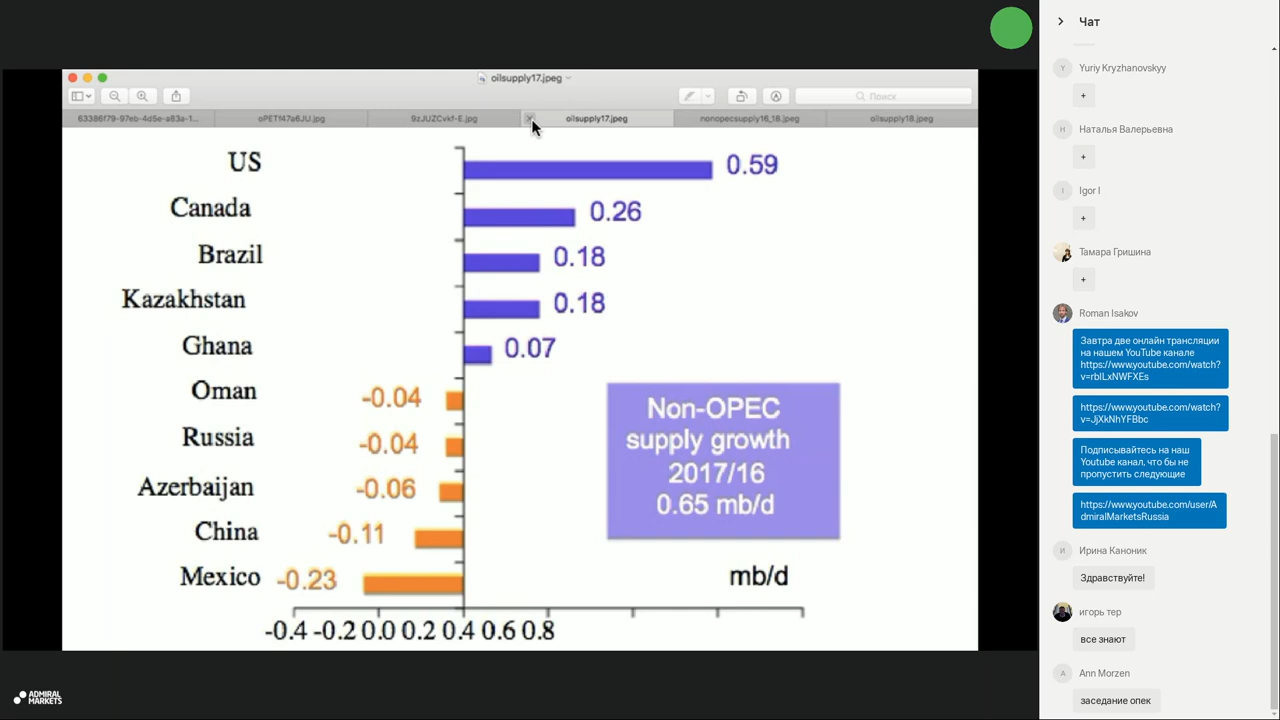 oilsupply17.jpeg
Поиск
63386f79-97eb-4d5e-a83a-1...
oPETf47a6JU.jpg
9zJUZCvkf-E.jpg
oilsupply17.jpeg
nonopecsupply16_18.jpeg
oilsupply18.jpeg
US 0.59
Canada 0.26
Brazil 0.18
Kazakhstan 0.18
Ghana 0.07
Oman -0.04
Russia -0.04
Azerbaijan -0.06
China -0.11
Mexico -0.23
Non-OPEC
supply growth
2017/16
0.65 mb/d
mb/d
-0.4 -0.2 0.0 0.2 0.4 0.6 0.8
ADMIRAL
MARKETS
Чат
Y Yuriy Kryzhanovskyy
+
Н Наталья Валерьевна
+
I Igor I
+
Тамара Гришина
+
Roman Isakov
Завтра две онлайн трансляции
на нашем YouTube канале
https://www.youtube.com/watch?
v=rbILxNWFXEs
https://www.youtube.com/watch?
v=JjXkNhYFBbc
Подписывайтесь на наш
Youtube канал, что бы не
пропустить следующие
https://www.youtube.com/user/A
dmiralMarketsRussia
И Ирина Каноник
Здравствуйте!
игорь тер
все знают
A Ann Morzen
заседание опек